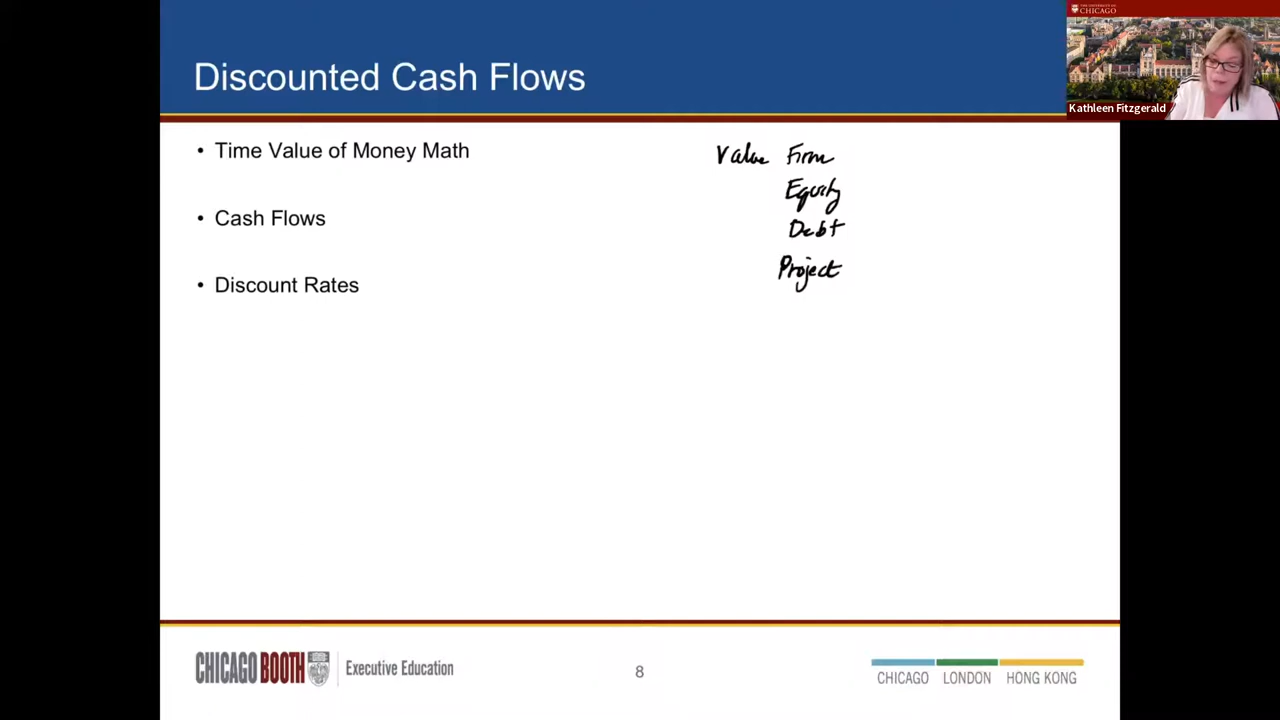 Discounted Cash Flows
THE UNIVERSITY OF
CHICAGO
Kathleen Fitzgerald
• Time Value of Money Math
• Cash Flows
• Discount Rates
Value Firm
Equity
Debt
Project
CHICAGO BOOTH Executive Education
8
CHICAGO LONDON HONG KONG